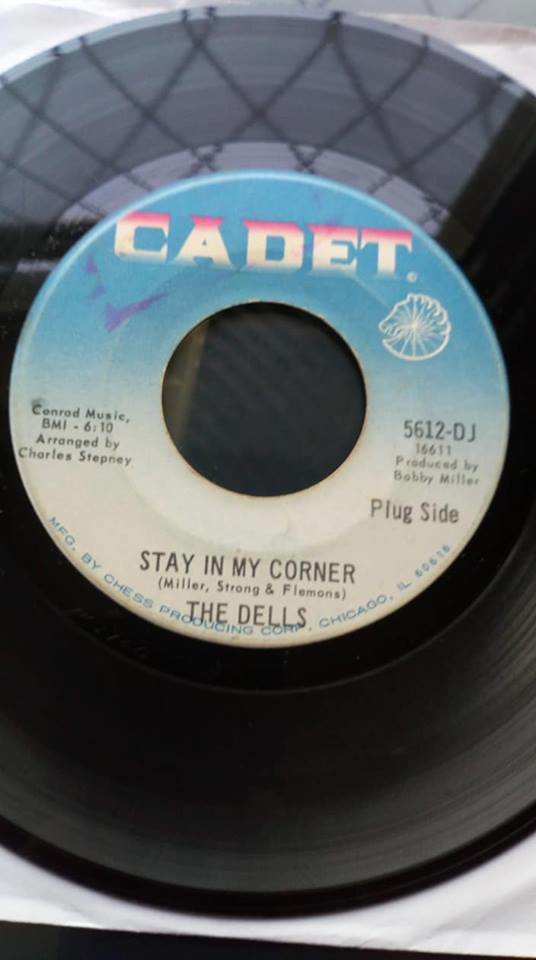 CADET
Conrad Music,
BMI - 6:10
Arranged by
Charles Stepney
5612-DJ
16611
Produced by
Bobby Miller
Plug Side
STAY IN MY CORNER
(Miller, Strong & Flemons)
THE DELLS
MFG. BY CHESS PRODUCING CORP., CHICAGO, IL 60616